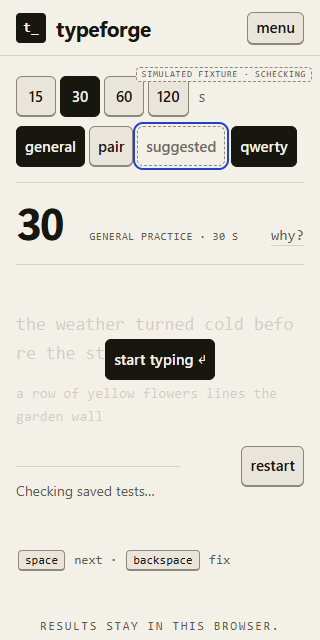 t_ typeforge menu
SIMULATED FIXTURE · SCHECKING
15 30 60 120 s
general pair suggested qwerty
30 GENERAL PRACTICE · 30 S why?
the weather turned cold befo
re the st
start typing ↲
a row of yellow flowers lines the
garden wall
restart
Checking saved tests…
space next · backspace fix
RESULTS STAY IN THIS BROWSER.